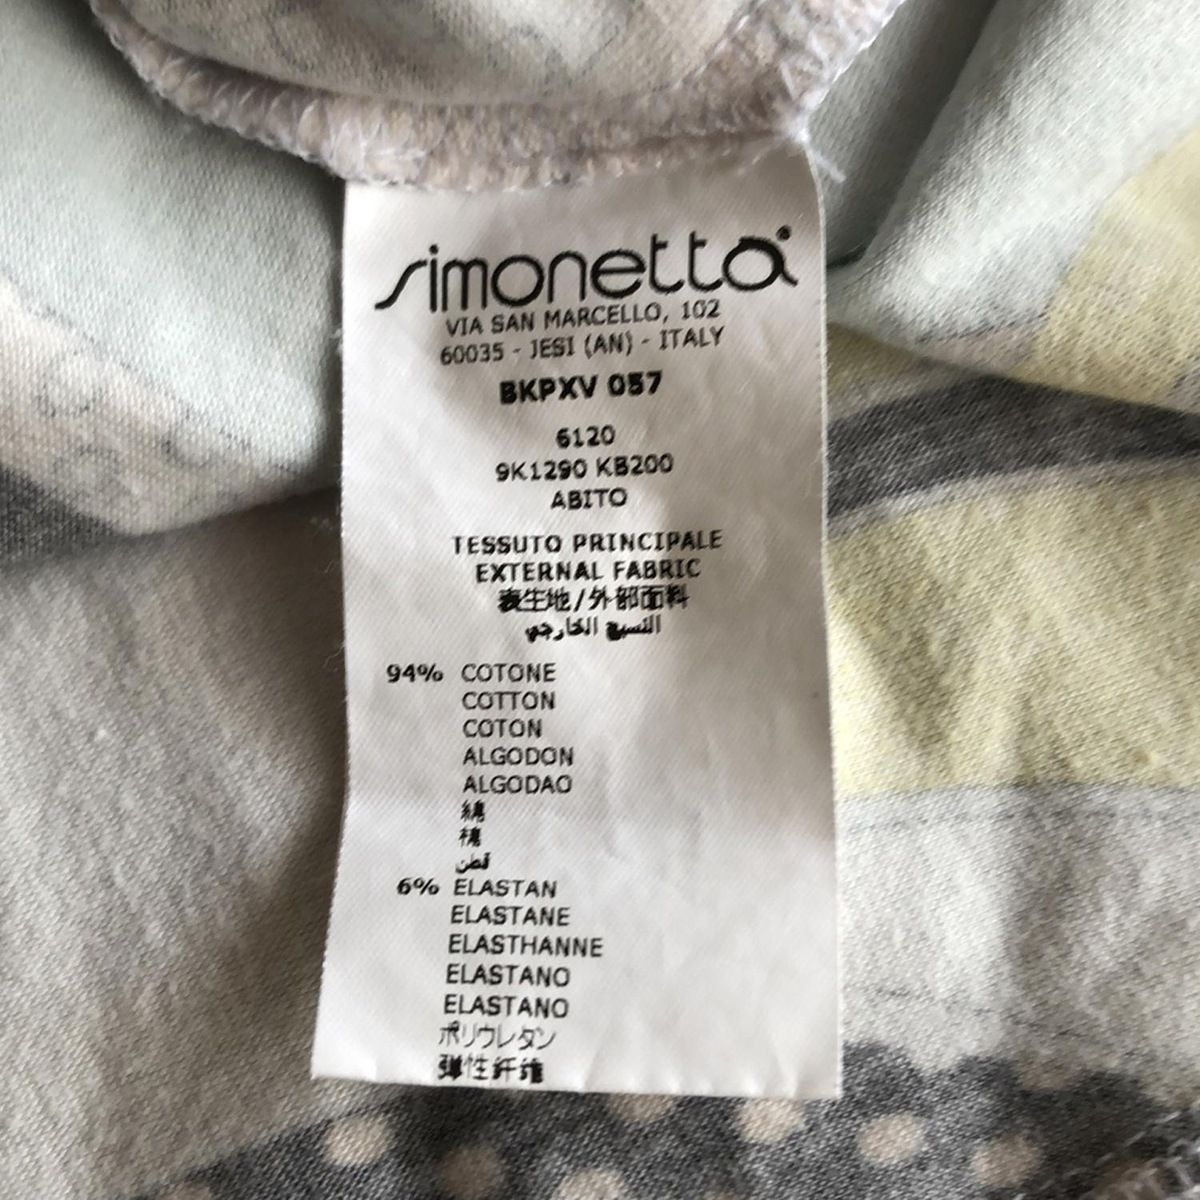 simonetta®
VIA SAN MARCELLO, 102
60035 - JESI (AN) - ITALY
BKPXV 057
6120
9K1290 KB200
ABITO
TESSUTO PRINCIPALE
EXTERNAL FABRIC
表生地/外部面料
النسيج الخارجي
94% COTONE
COTTON
COTON
ALGODON
ALGODAO
綿
棉
قطن
6% ELASTAN
ELASTANE
ELASTHANNE
ELASTANO
ELASTANO
ポリウレタン
弹性纤维